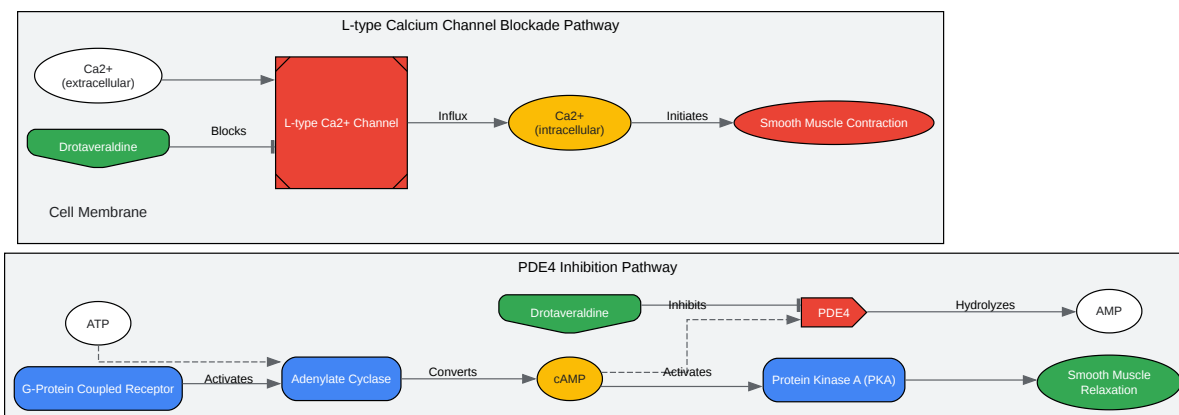 L-type Calcium Channel Blockade Pathway
Ca2+
(extracellular)
Blocks
Drotaveraldine
L-type Ca2+ Channel
Influx
Ca2+
(intracellular)
Initiates
Smooth Muscle Contraction
Cell Membrane
PDE4 Inhibition Pathway
ATP
Drotaveraldine
Inhibits
PDE4
Hydrolyzes
AMP
G-Protein Coupled Receptor
Activates
Adenylate Cyclase
Converts
cAMP
Activates
Protein Kinase A (PKA)
Smooth Muscle
Relaxation